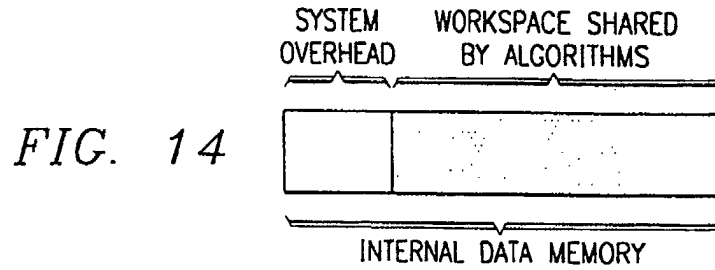 SYSTEM
OVERHEAD
WORKSPACE SHARED
BY ALGORITHMS
FIG. 14
INTERNAL DATA MEMORY